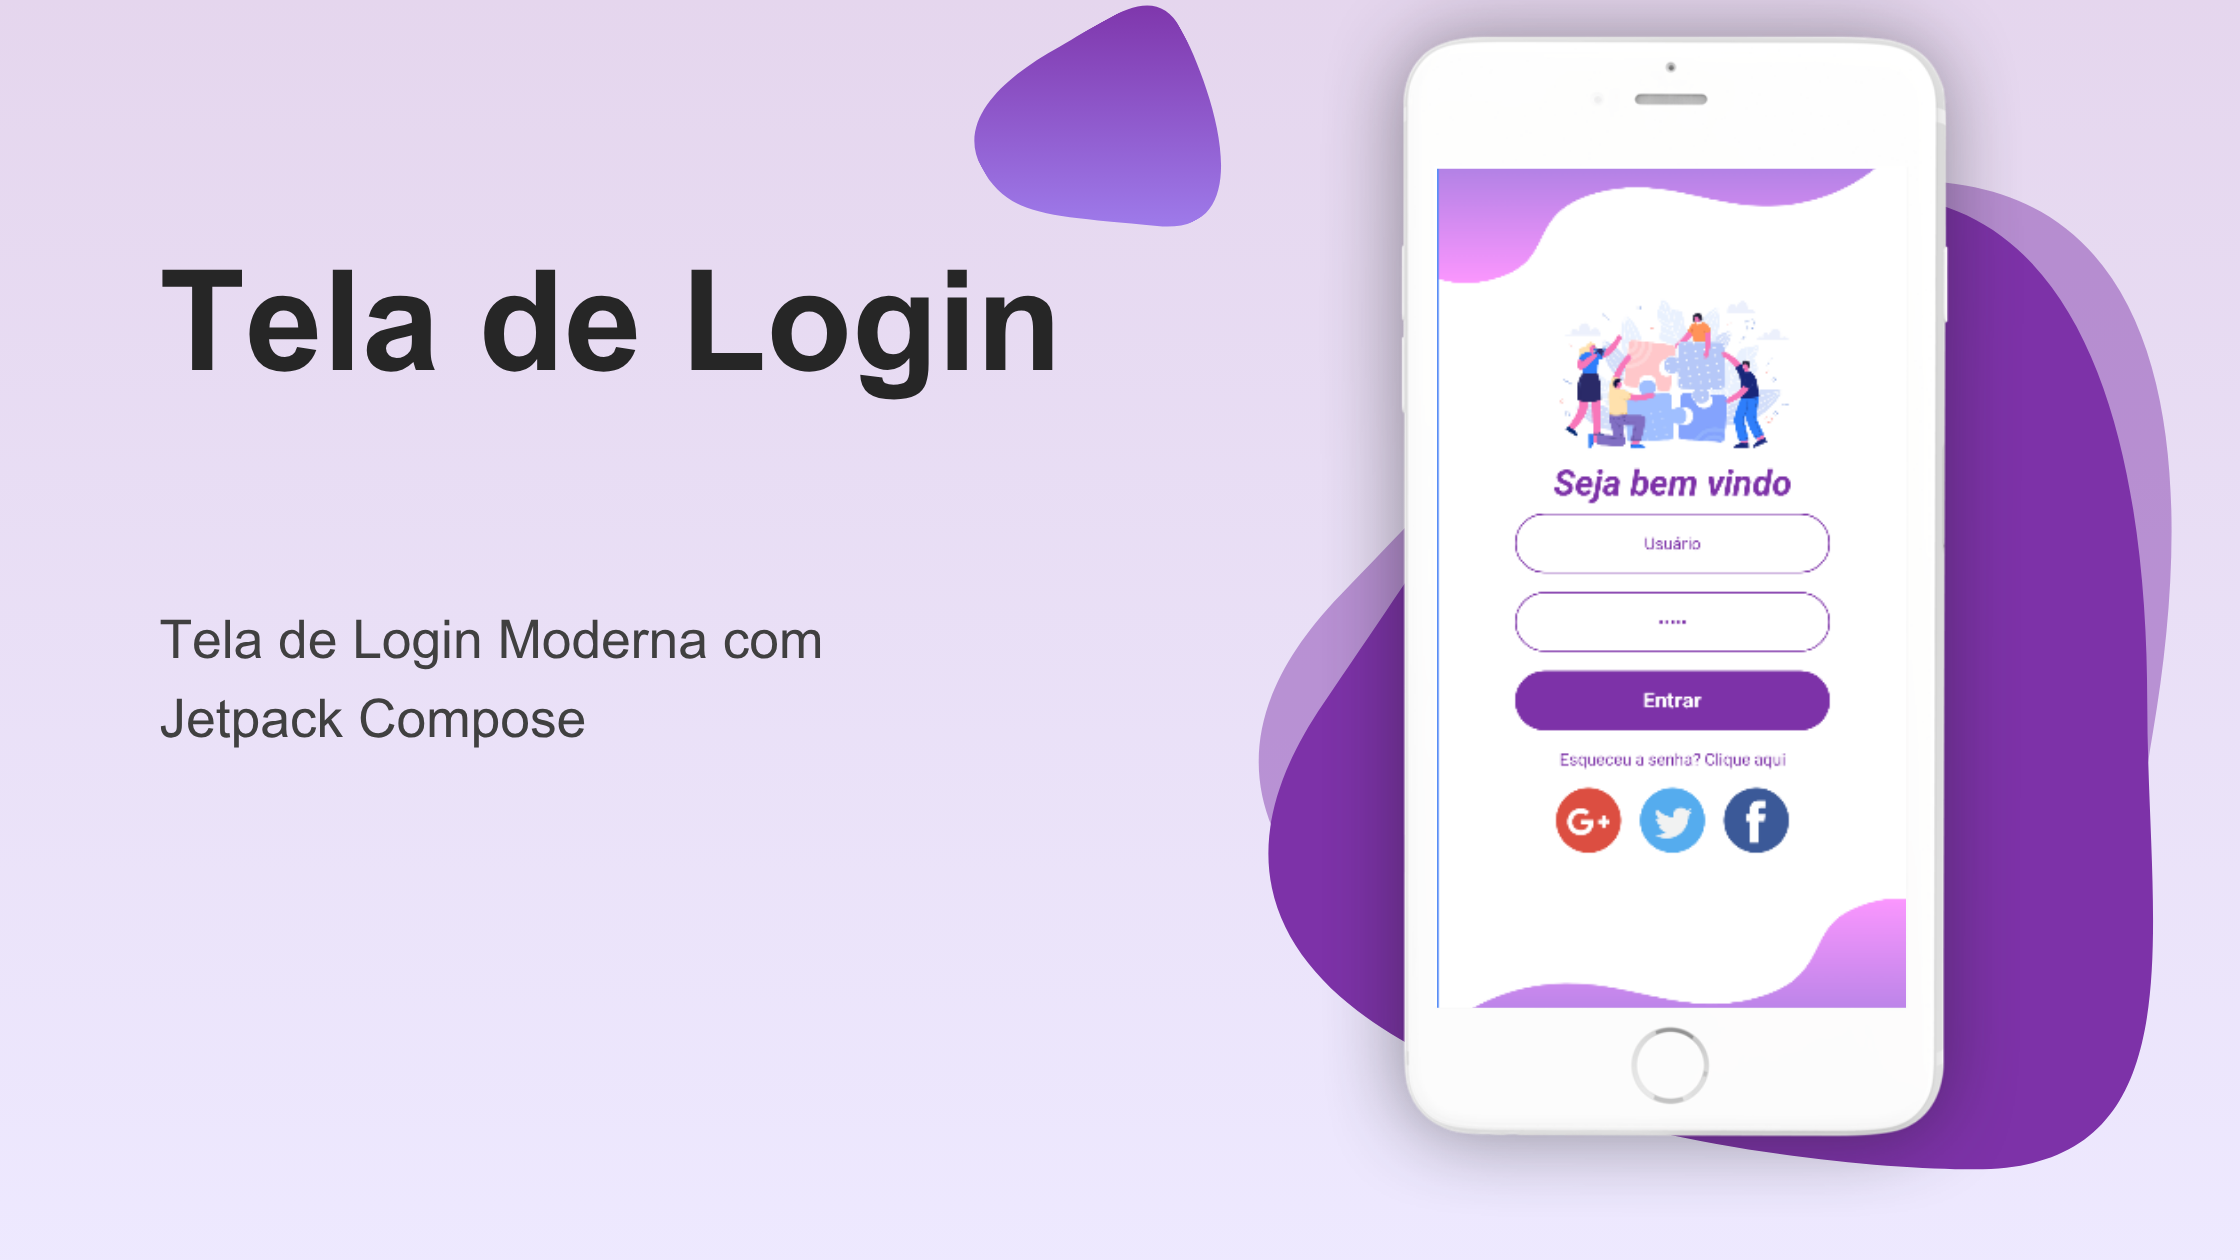 Tela de Login
Tela de Login Moderna com
Jetpack Compose
Seja bem vindo
Usuário
•••••
Entrar
Esqueceu a senha? Clique aqui
G+
f